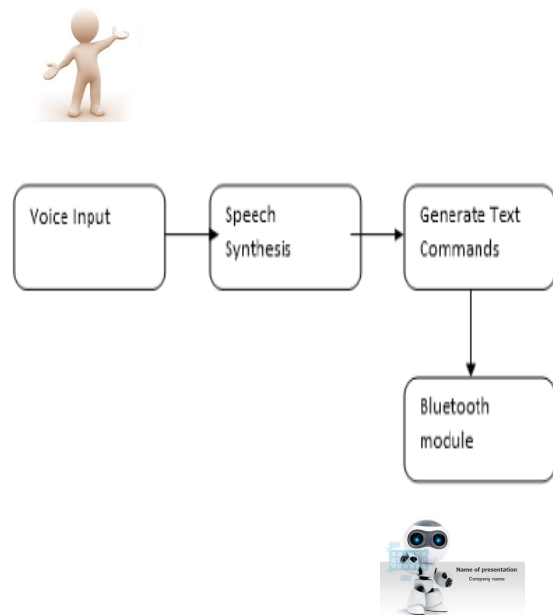 Voice Input
Speech
Synthesis
Generate Text
Commands
Bluetooth
module
Name of presentation
Company name